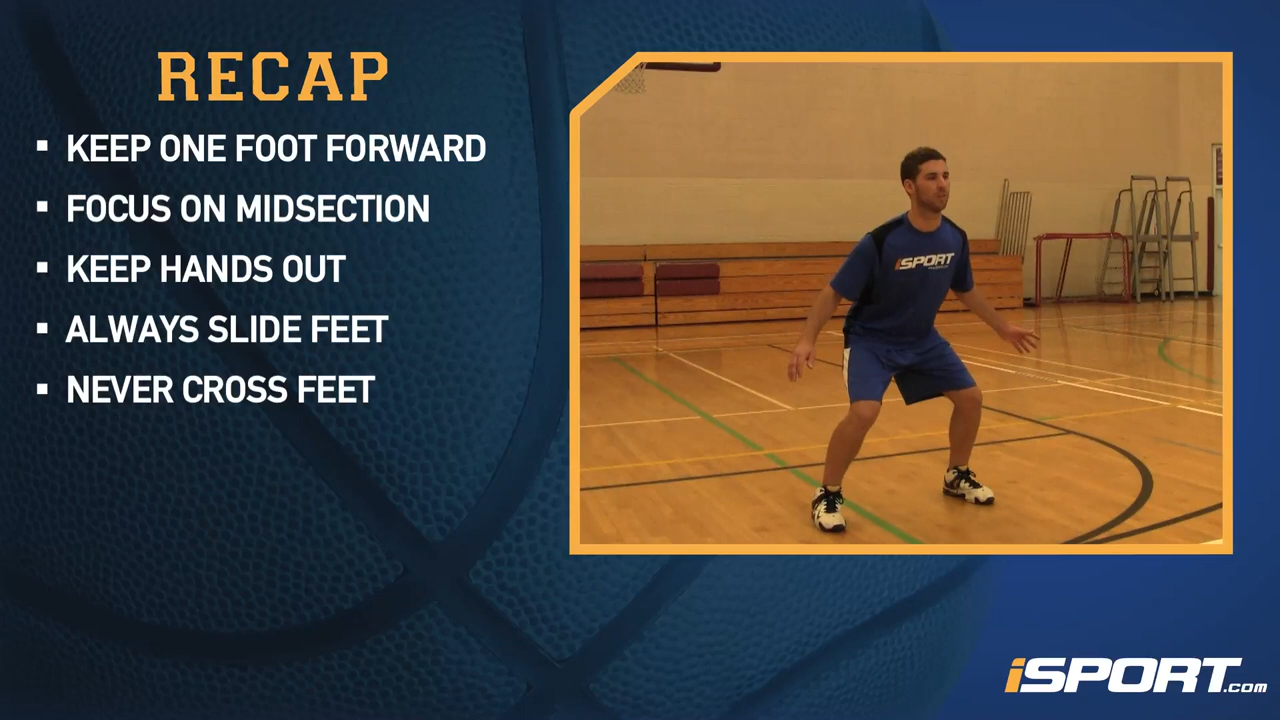 RECAP
▪ KEEP ONE FOOT FORWARD
▪ FOCUS ON MIDSECTION
▪ KEEP HANDS OUT
▪ ALWAYS SLIDE FEET
▪ NEVER CROSS FEET
iSPORT
iSPORT.com